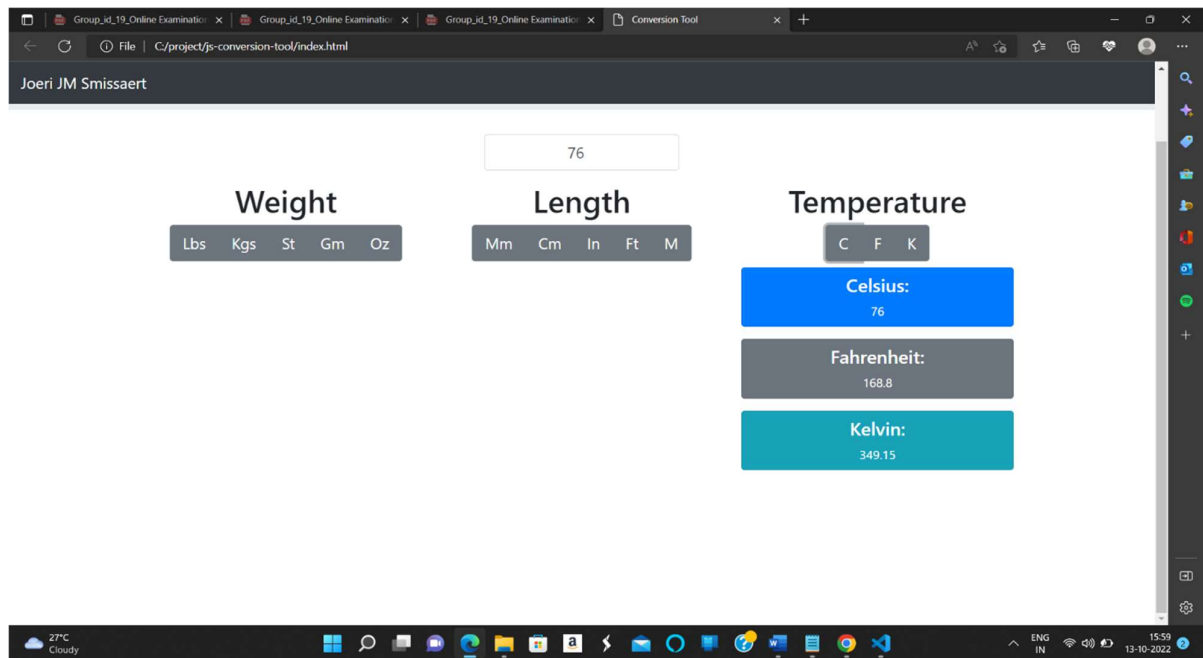 Group_id_19_Online Examination
Group_id_19_Online Examination
Group_id_19_Online Examination
Conversion Tool
File
C:/project/js-conversion-tool/index.html
Joeri JM Smissaert
76
Weight
Length
Temperature
Lbs Kgs St Gm Oz
Mm Cm In Ft M
C F K
Celsius:
76
Fahrenheit:
168.8
Kelvin:
349.15
27°C
Cloudy
ENG
IN
15:59
13-10-2022